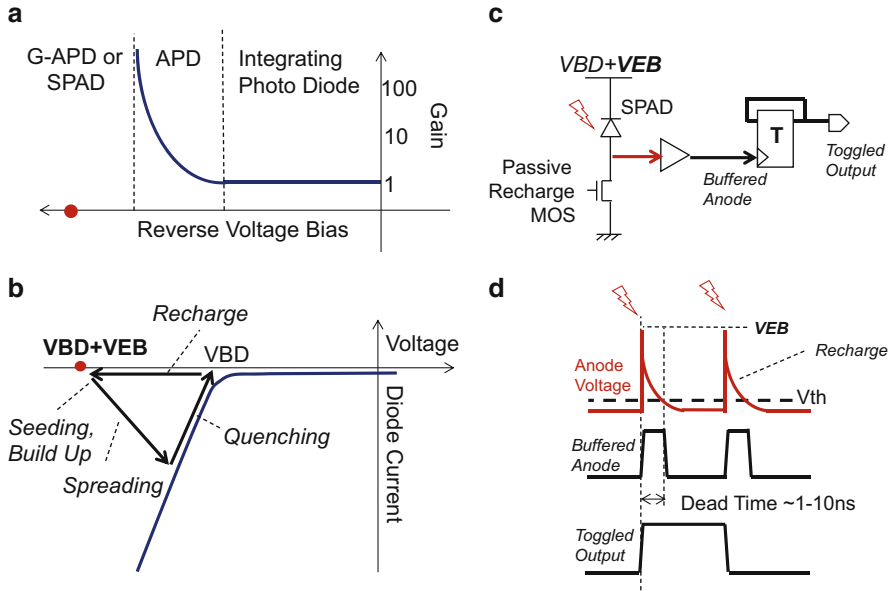 a
G-APD or
SPAD
APD
Integrating
Photo Diode
100
10
1
Gain
Reverse Voltage Bias
b
Recharge
VBD+VEB
VBD
Voltage
Seeding,
Build Up
Spreading
Quenching
Diode Current
c
VBD+VEB
SPAD
Passive
Recharge
MOS
Buffered
Anode
T
Toggled
Output
d
VEB
Recharge
Anode
Voltage
Vth
Buffered
Anode
Dead Time ~1-10ns
Toggled
Output